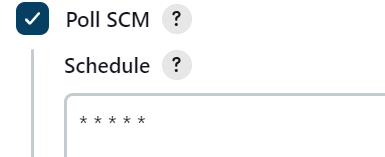 Poll SCM ?
Schedule ?
* * * * *